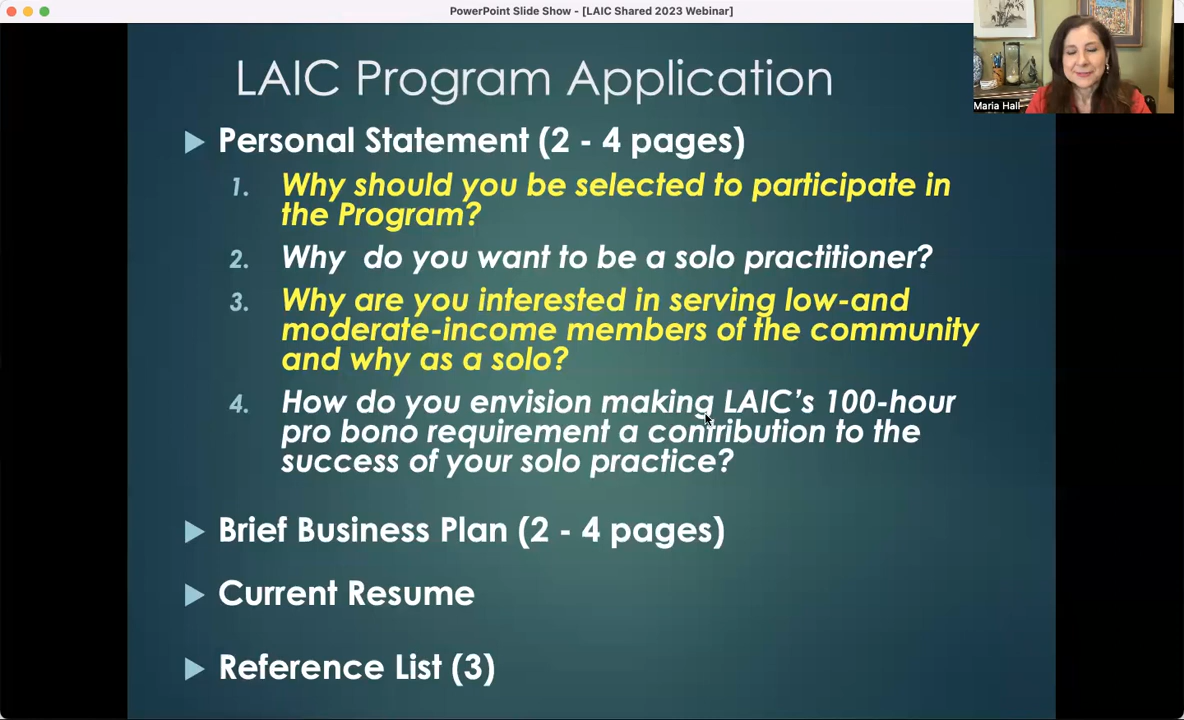 PowerPoint Slide Show - [LAIC Shared 2023 Webinar]
LAIC Program Application
Maria Hall
Personal Statement (2 - 4 pages)
1. Why should you be selected to participate in
the Program?
2. Why  do you want to be a solo practitioner?
3. Why are you interested in serving low-and
moderate-income members of the community
and why as a solo?
4. How do you envision making LAIC’s 100-hour
pro bono requirement a contribution to the
success of your solo practice?
Brief Business Plan (2 - 4 pages)
Current Resume
Reference List (3)